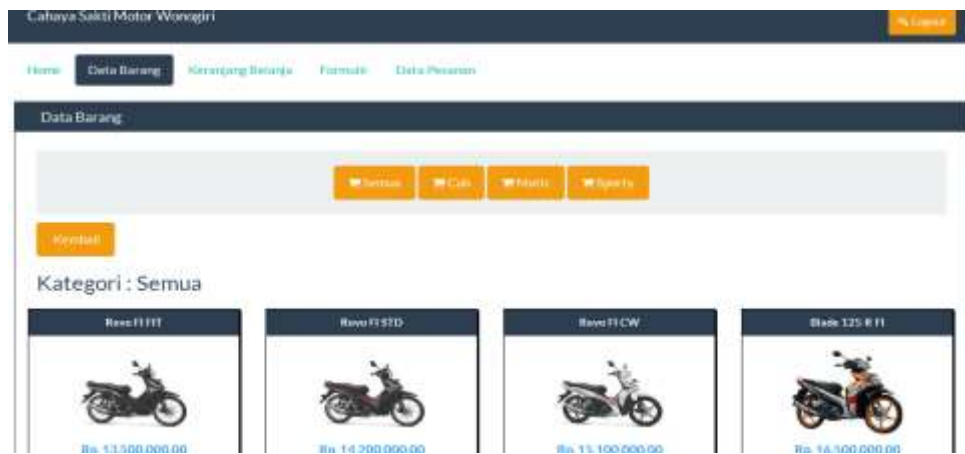 Cahaya Sakti Motor Wonogiri
Logout
Home Data Barang Keranjang Belanja Formulir Data Pesanan
Data Barang
Semua Cub Matic Sports
Kembali
Kategori : Semua
Revo FI FIT Revo FI STD Revo FI CW Blade 125 R FI
Rp. 13,500,000.00 Rp. 14,200,000.00 Rp. 15,100,000.00 Rp. 16,500,000.00